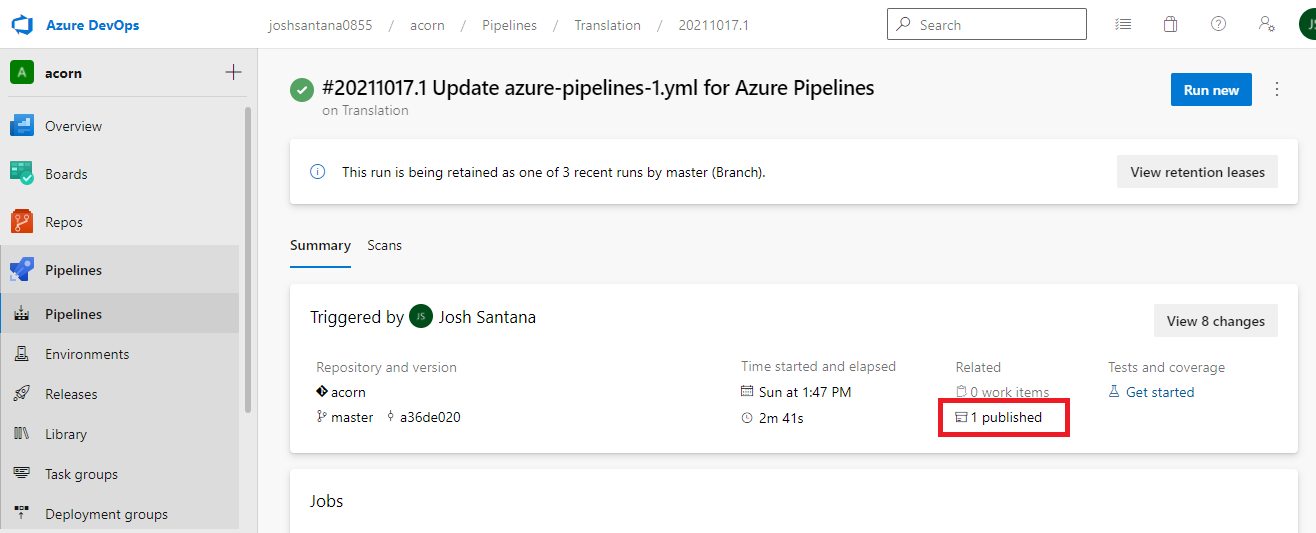 Azure DevOps
joshsantana0855 / acorn / Pipelines / Translation / 20211017.1
Search
JS
A acorn
Overview
Boards
Repos
Pipelines
Pipelines
Environments
Releases
Library
Task groups
Deployment groups
#20211017.1 Update azure-pipelines-1.yml for Azure Pipelines
on Translation
Run new
This run is being retained as one of 3 recent runs by master (Branch).
View retention leases
Summary Scans
Triggered by JS Josh Santana
View 8 changes
Repository and version
acorn
master a36de020
Time started and elapsed
Sun at 1:47 PM
2m 41s
Related
0 work items
1 published
Tests and coverage
Get started
Jobs